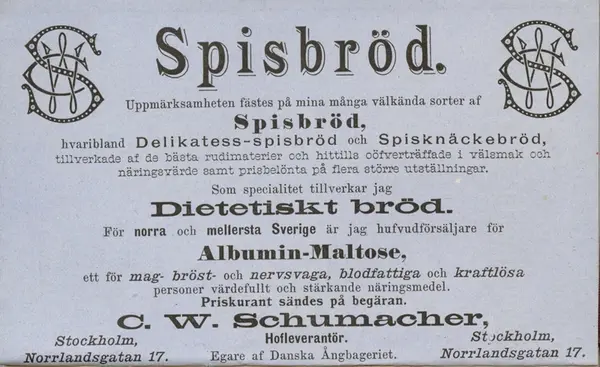 Spisbröd.
Uppmärksamheten fästes på mina många välkända sorter af
Spisbröd,
hvaribland Delikatess-spisbröd och Spisknäckebröd,
tillverkade af de bästa rudimaterier och hittills oöfverträffade i välsmak och
näringsvärde samt prisbelönta på flera större utställningar.
Som specialitet tillverkar jag
Dietetiskt bröd.
För norra och mellersta Sverige är jag hufvudförsäljare för
Albumin-Maltose,
ett för mag- bröst- och nervsvaga, blodfattiga och kraftlösa
personer värdefullt och stärkande näringsmedel.
Priskurant sändes på begäran.
C. W. Schumacher,
Stockholm, Hofleverantör. Stockholm,
Norrlandsgatan 17. Egare af Danska Ångbageriet. Norrlandsgatan 17.